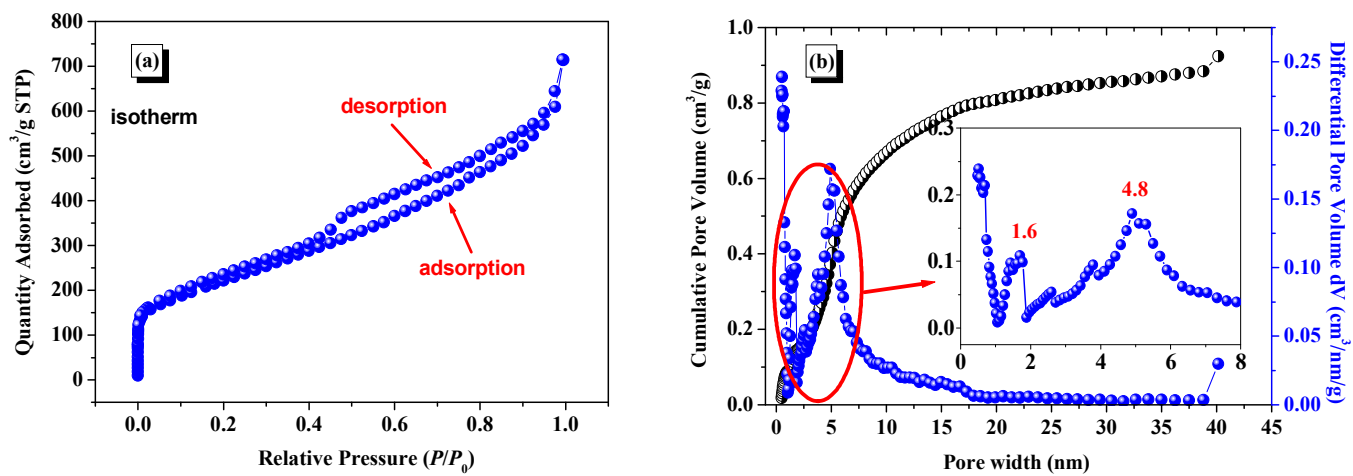 (a)
isotherm
desorption
adsorption
Quantity Adsorbed (cm³/g STP)
800
700
600
500
400
300
200
100
0
0.0 0.2 0.4 0.6 0.8 1.0
Relative Pressure (P/P₀)
(b)
Cumulative Pore Volume (cm³/g)
1.0
0.8
0.6
0.4
0.2
0.0
0 5 10 15 20 25 30 35 40 45
Pore width (nm)
Differential Pore Volume dV (cm³/nm/g)
0.25
0.20
0.15
0.10
0.05
0.00
0.3
0.2
0.1
0.0
0 2 4 6 8
1.6
4.8